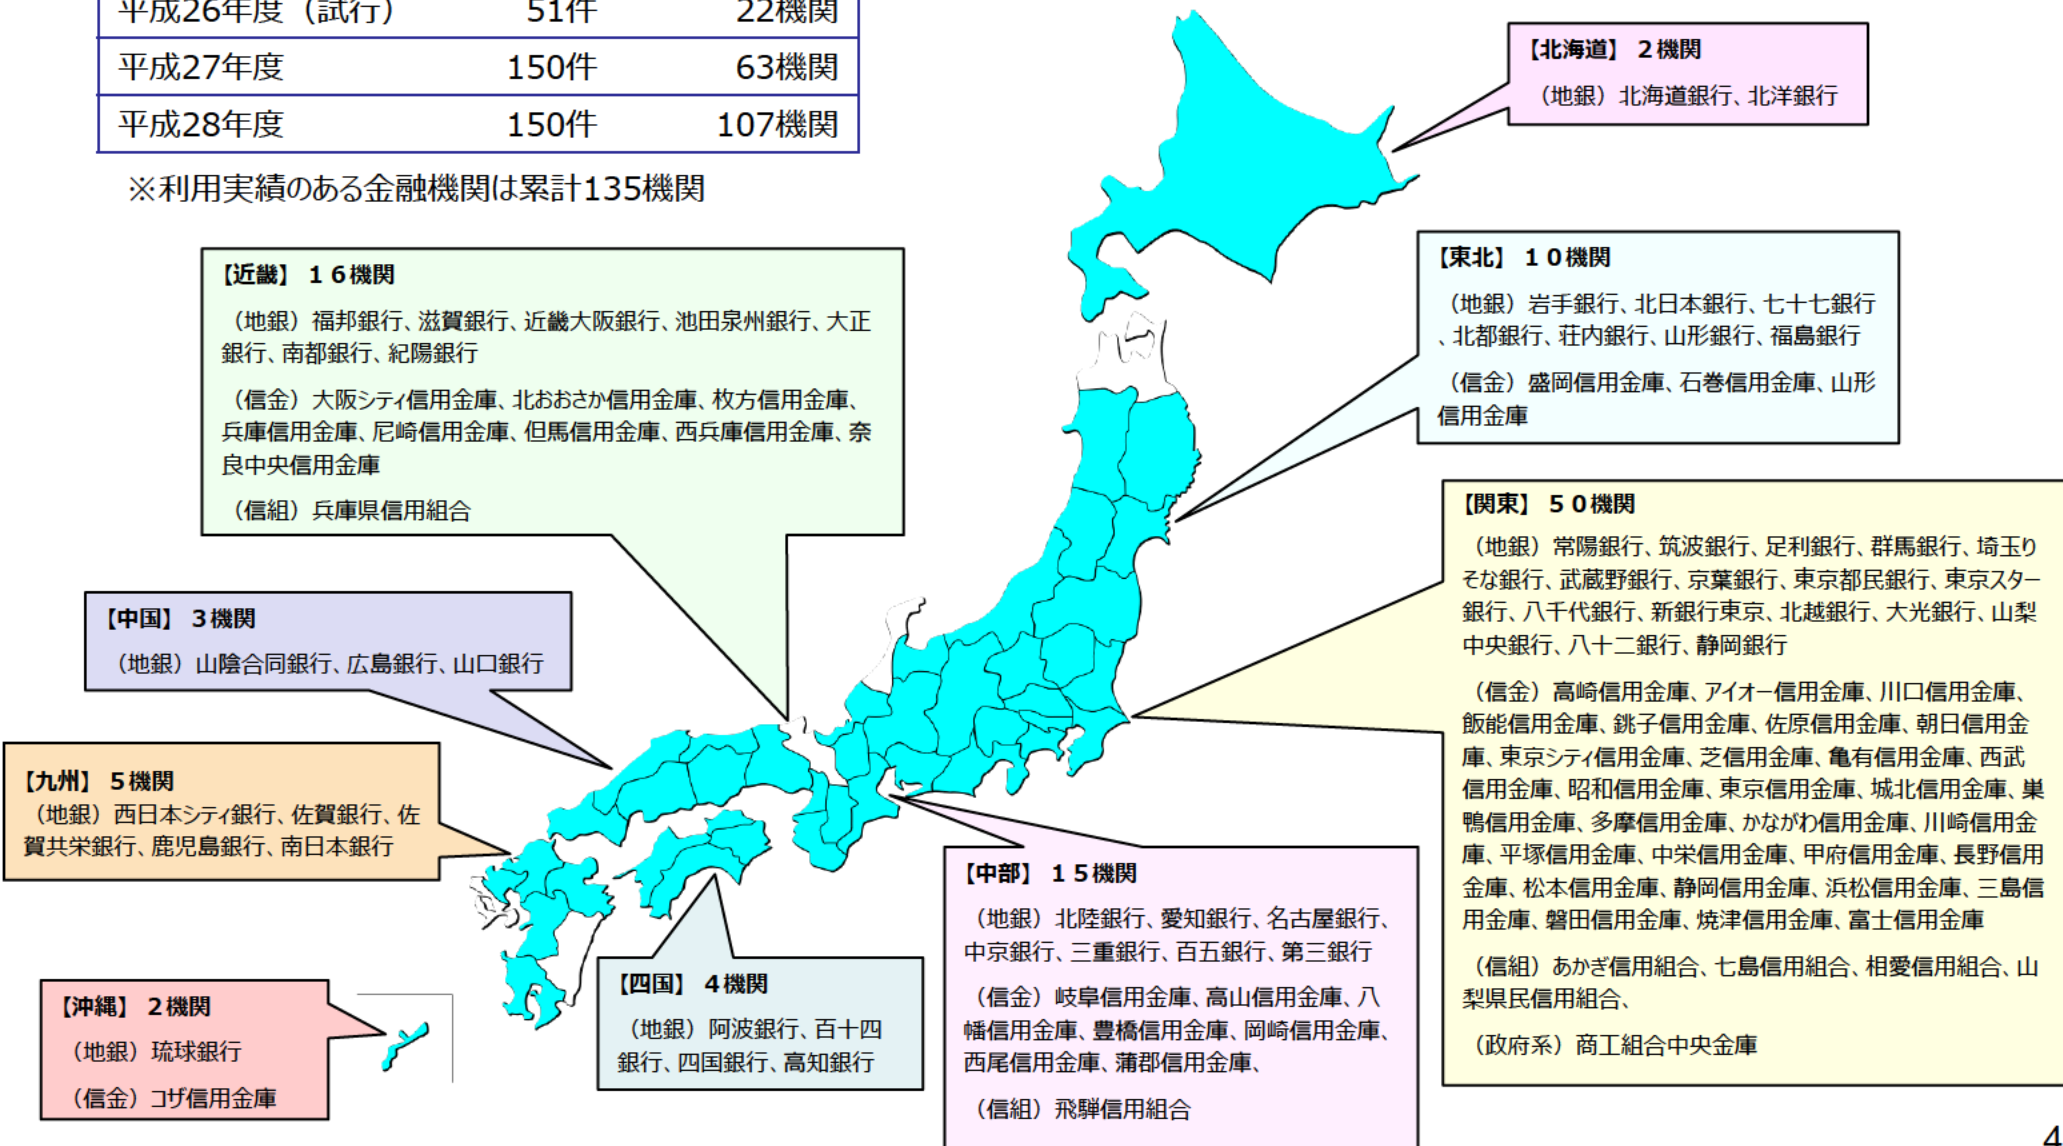 平成26年度（試行） 51件 22機関
平成27年度 150件 63機関
平成28年度 150件 107機関
※利用実績のある金融機関は累計135機関
【北海道】 ２機関
（地銀）北海道銀行、北洋銀行
【東北】 １０機関
（地銀）岩手銀行、北日本銀行、七十七銀行
、北都銀行、荘内銀行、山形銀行、福島銀行
（信金）盛岡信用金庫、石巻信用金庫、山形
信用金庫
【近畿】 １６機関
（地銀）福邦銀行、滋賀銀行、近畿大阪銀行、池田泉州銀行、大正
銀行、南都銀行、紀陽銀行
（信金）大阪シティ信用金庫、北おおさか信用金庫、枚方信用金庫、
兵庫信用金庫、尼崎信用金庫、但馬信用金庫、西兵庫信用金庫、奈
良中央信用金庫
（信組）兵庫県信用組合
【関東】 ５０機関
（地銀）常陽銀行、筑波銀行、足利銀行、群馬銀行、埼玉り
そな銀行、武蔵野銀行、京葉銀行、東京都民銀行、東京スター
銀行、八千代銀行、新銀行東京、北越銀行、大光銀行、山梨
中央銀行、八十二銀行、静岡銀行
（信金）高崎信用金庫、アイオー信用金庫、川口信用金庫、
飯能信用金庫、銚子信用金庫、佐原信用金庫、朝日信用金
庫、東京シティ信用金庫、芝信用金庫、亀有信用金庫、西武
信用金庫、昭和信用金庫、東京信用金庫、城北信用金庫、巣
鴨信用金庫、多摩信用金庫、かながわ信用金庫、川崎信用金
庫、平塚信用金庫、中栄信用金庫、甲府信用金庫、長野信用
金庫、松本信用金庫、静岡信用金庫、浜松信用金庫、三島信
用金庫、磐田信用金庫、焼津信用金庫、富士信用金庫
（信組）あかぎ信用組合、七島信用組合、相愛信用組合、山
梨県民信用組合、
（政府系）商工組合中央金庫
【中国】 ３機関
（地銀）山陰合同銀行、広島銀行、山口銀行
【九州】 ５機関
（地銀）西日本シティ銀行、佐賀銀行、佐
賀共栄銀行、鹿児島銀行、南日本銀行
【中部】 １５機関
（地銀）北陸銀行、愛知銀行、名古屋銀行、
中京銀行、三重銀行、百五銀行、第三銀行
（信金）岐阜信用金庫、高山信用金庫、八
幡信用金庫、豊橋信用金庫、岡崎信用金庫、
西尾信用金庫、蒲郡信用金庫、
（信組）飛騨信用組合
【四国】 ４機関
（地銀）阿波銀行、百十四
銀行、四国銀行、高知銀行
【沖縄】 ２機関
（地銀）琉球銀行
（信金）コザ信用金庫
4